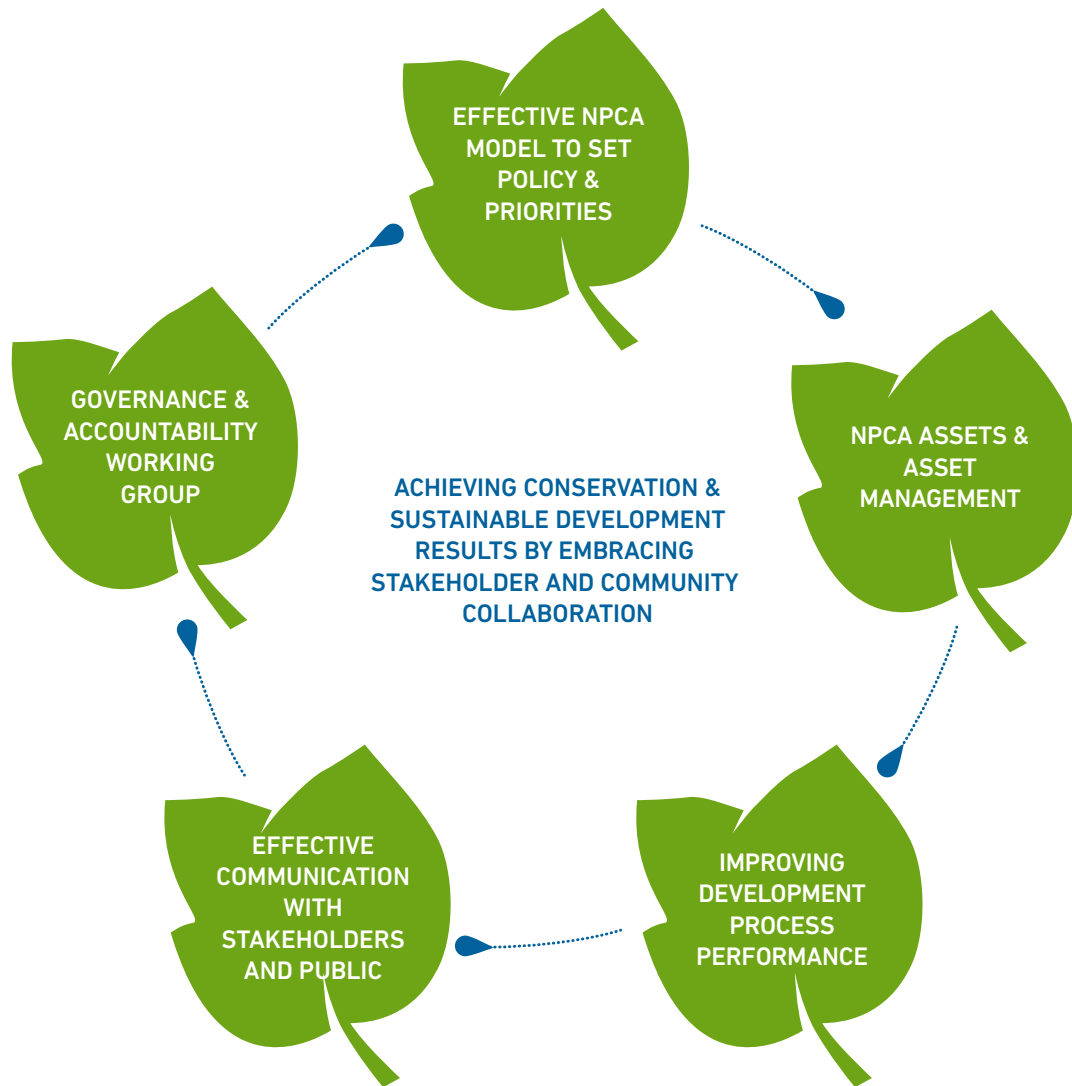 EFFECTIVE NPCA
MODEL TO SET
POLICY &
PRIORITIES
NPCA ASSETS &
ASSET
MANAGEMENT
IMPROVING
DEVELOPMENT
PROCESS
PERFORMANCE
EFFECTIVE
COMMUNICATION
WITH
STAKEHOLDERS
AND PUBLIC
GOVERNANCE &
ACCOUNTABILITY
WORKING
GROUP
ACHIEVING CONSERVATION &
SUSTAINABLE DEVELOPMENT
RESULTS BY EMBRACING
STAKEHOLDER AND COMMUNITY
COLLABORATION